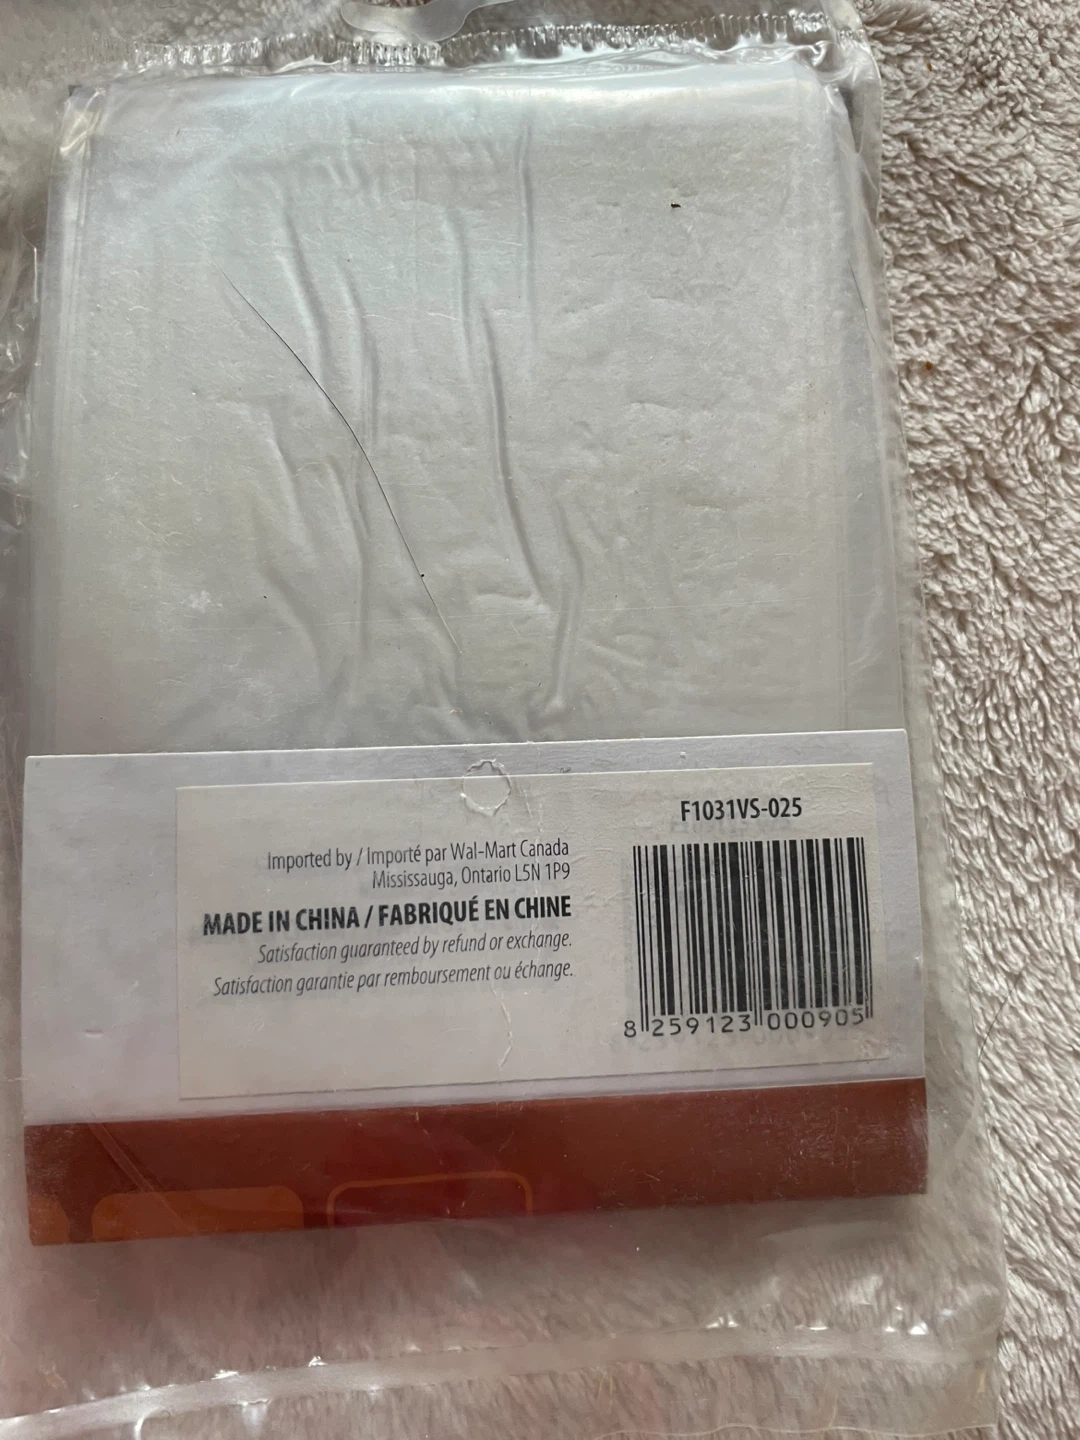 F1031VS-025
Imported by / Importé par Wal-Mart Canada
Mississauga, Ontario L5N 1P9
MADE IN CHINA / FABRIQUÉ EN CHINE
Satisfaction guaranteed by refund or exchange.
Satisfaction garantie par remboursement ou échange.
8 259123 000905